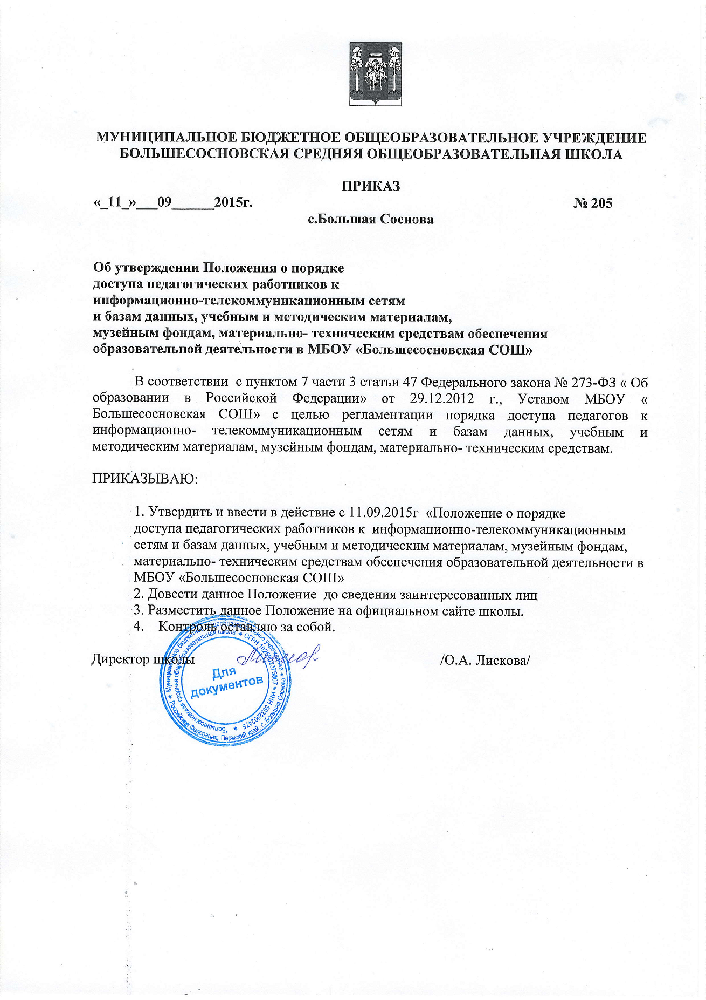 МУНИЦИПАЛЬНОЕ БЮДЖЕТНОЕ ОБЩЕОБРАЗОВАТЕЛЬНОЕ УЧРЕЖДЕНИЕ
БОЛЬШЕСОСНОВСКАЯ СРЕДНЯЯ ОБЩЕОБРАЗОВАТЕЛЬНАЯ ШКОЛА
ПРИКАЗ
«_11_»___09______2015г. № 205
с.Большая Соснова
Об утверждении Положения о порядке
доступа педагогических работников к
информационно-телекоммуникационным сетям
и базам данных, учебным и методическим материалам,
музейным фондам, материально- техническим средствам обеспечения
образовательной деятельности в МБОУ «Большесосновская СОШ»
В соответствии с пунктом 7 части 3 статьи 47 Федерального закона № 273-ФЗ « Об
образовании в Российской Федерации» от 29.12.2012 г., Уставом МБОУ «
Большесосновская СОШ» с целью регламентации порядка доступа педагогов к
информационно- телекоммуникационным сетям и базам данных, учебным и
методическим материалам, музейным фондам, материально- техническим средствам.
ПРИКАЗЫВАЮ:
1. Утвердить и ввести в действие с 11.09.2015г «Положение о порядке
доступа педагогических работников к информационно-телекоммуникационным
сетям и базам данных, учебным и методическим материалам, музейным фондам,
материально- техническим средствам обеспечения образовательной деятельности в
МБОУ «Большесосновская СОШ»
2. Довести данное Положение до сведения заинтересованных лиц
3. Разместить данное Положение на официальном сайте школы.
4. Контроль оставляю за собой.
Директор школы /О.А. Лискова/
Для
документов
* Муниципальное бюджетное общеобразовательное учреждение *
Российская Федерация, Пермский край, с. Большая Соснова
"Большесосновская средняя общеобразовательная школа" * ОГРН 1025902376807 * ИНН 5932002475 *